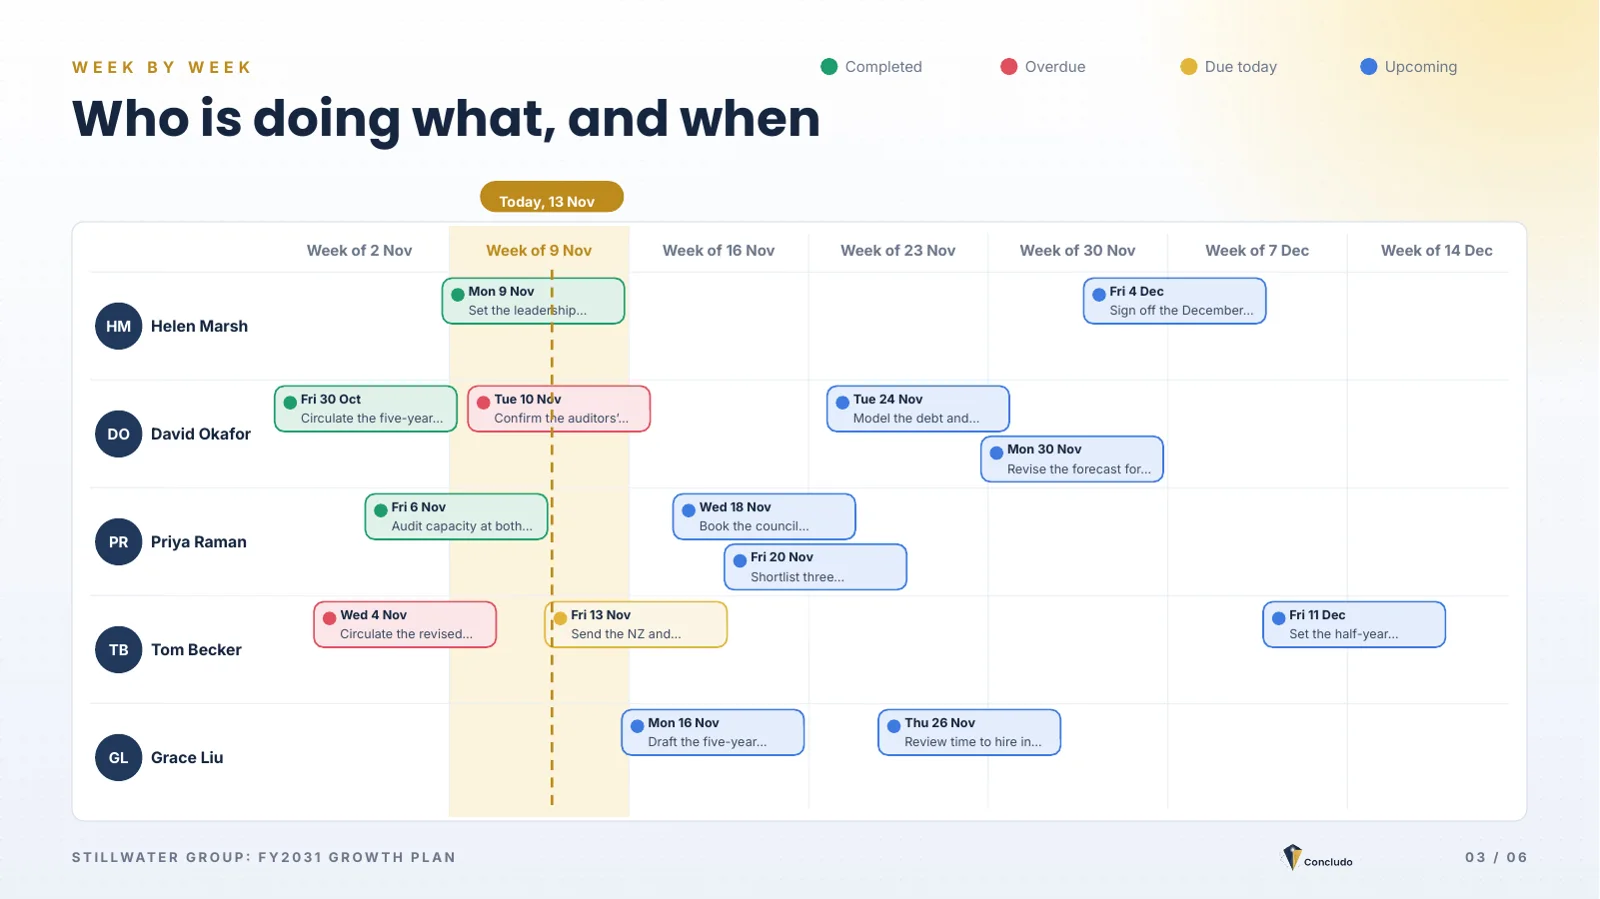 WEEK BY WEEK
Completed
Overdue
Due today
Upcoming
Who is doing what, and when
Today, 13 Nov
Week of 2 Nov
Week of 9 Nov
Week of 16 Nov
Week of 23 Nov
Week of 30 Nov
Week of 7 Dec
Week of 14 Dec
HM
Helen Marsh
Mon 9 Nov
Set the leadership...
Fri 4 Dec
Sign off the December...
DO
David Okafor
Fri 30 Oct
Circulate the five-year...
Tue 10 Nov
Confirm the auditors'...
Tue 24 Nov
Model the debt and...
Mon 30 Nov
Revise the forecast for...
PR
Priya Raman
Fri 6 Nov
Audit capacity at both...
Wed 18 Nov
Book the council...
Fri 20 Nov
Shortlist three...
TB
Tom Becker
Wed 4 Nov
Circulate the revised...
Fri 13 Nov
Send the NZ and...
Fri 11 Dec
Set the half-year...
GL
Grace Liu
Mon 16 Nov
Draft the five-year...
Thu 26 Nov
Review time to hire in...
STILLWATER GROUP: FY2031 GROWTH PLAN
Concludo
03 / 06